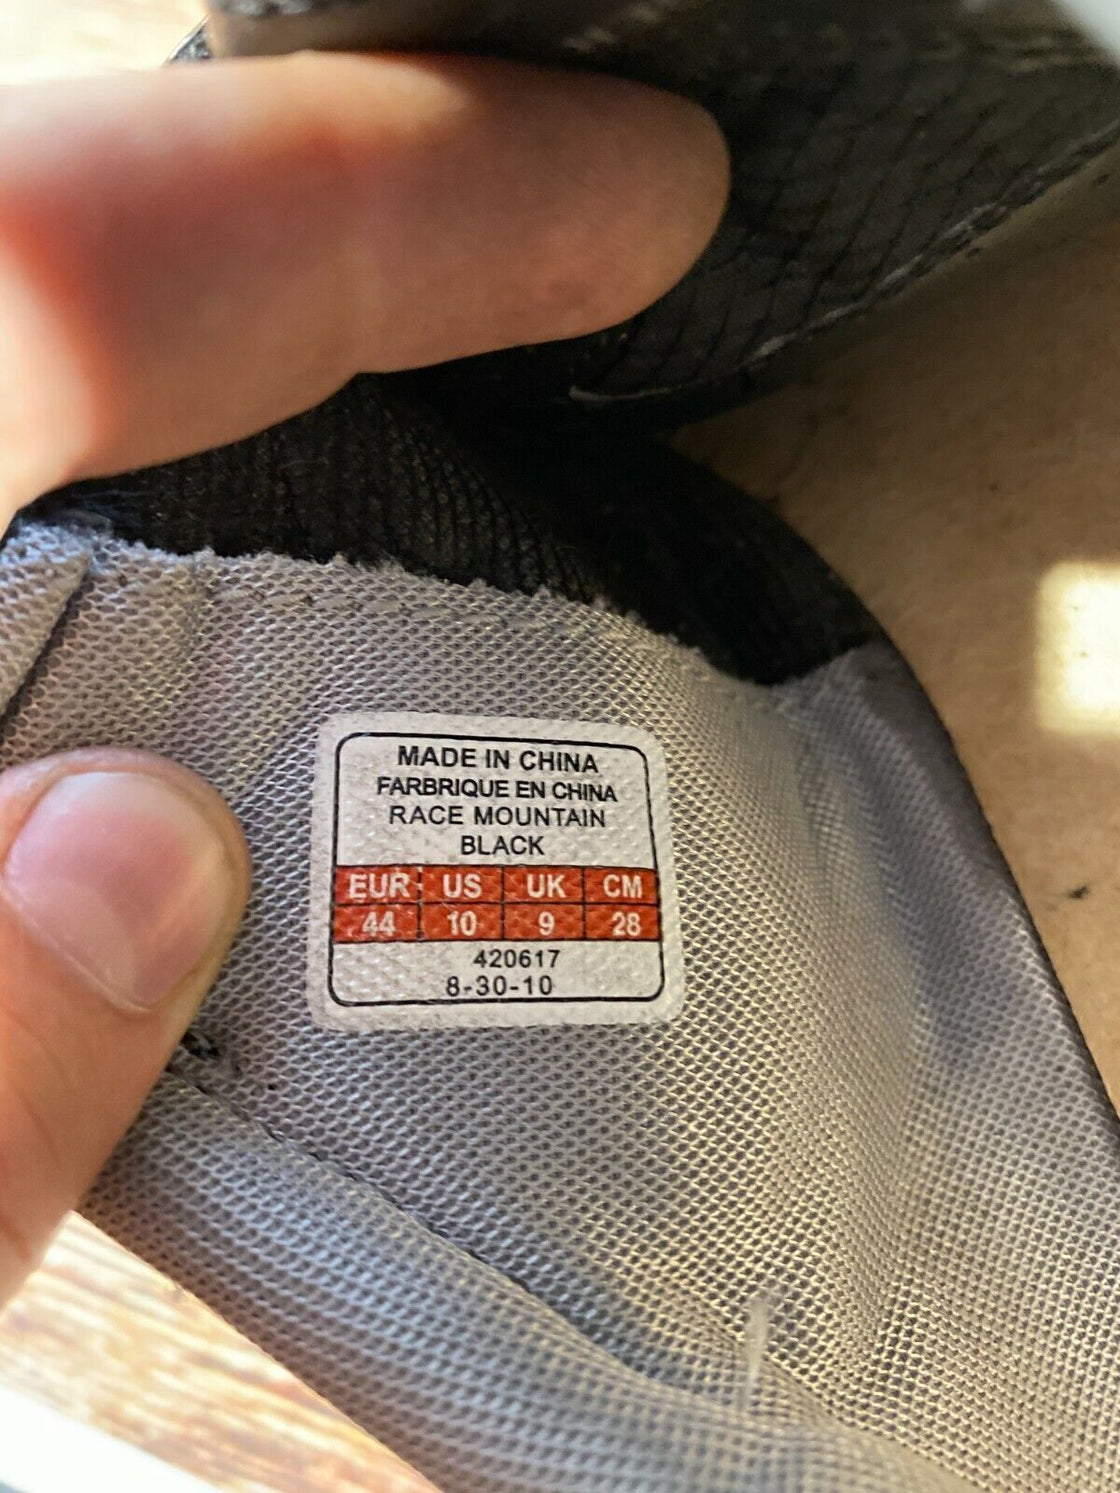 MADE IN CHINA
FARBRIQUE EN CHINA
RACE MOUNTAIN
BLACK
EUR US UK CM
44 10 9 28
420617
8-30-10